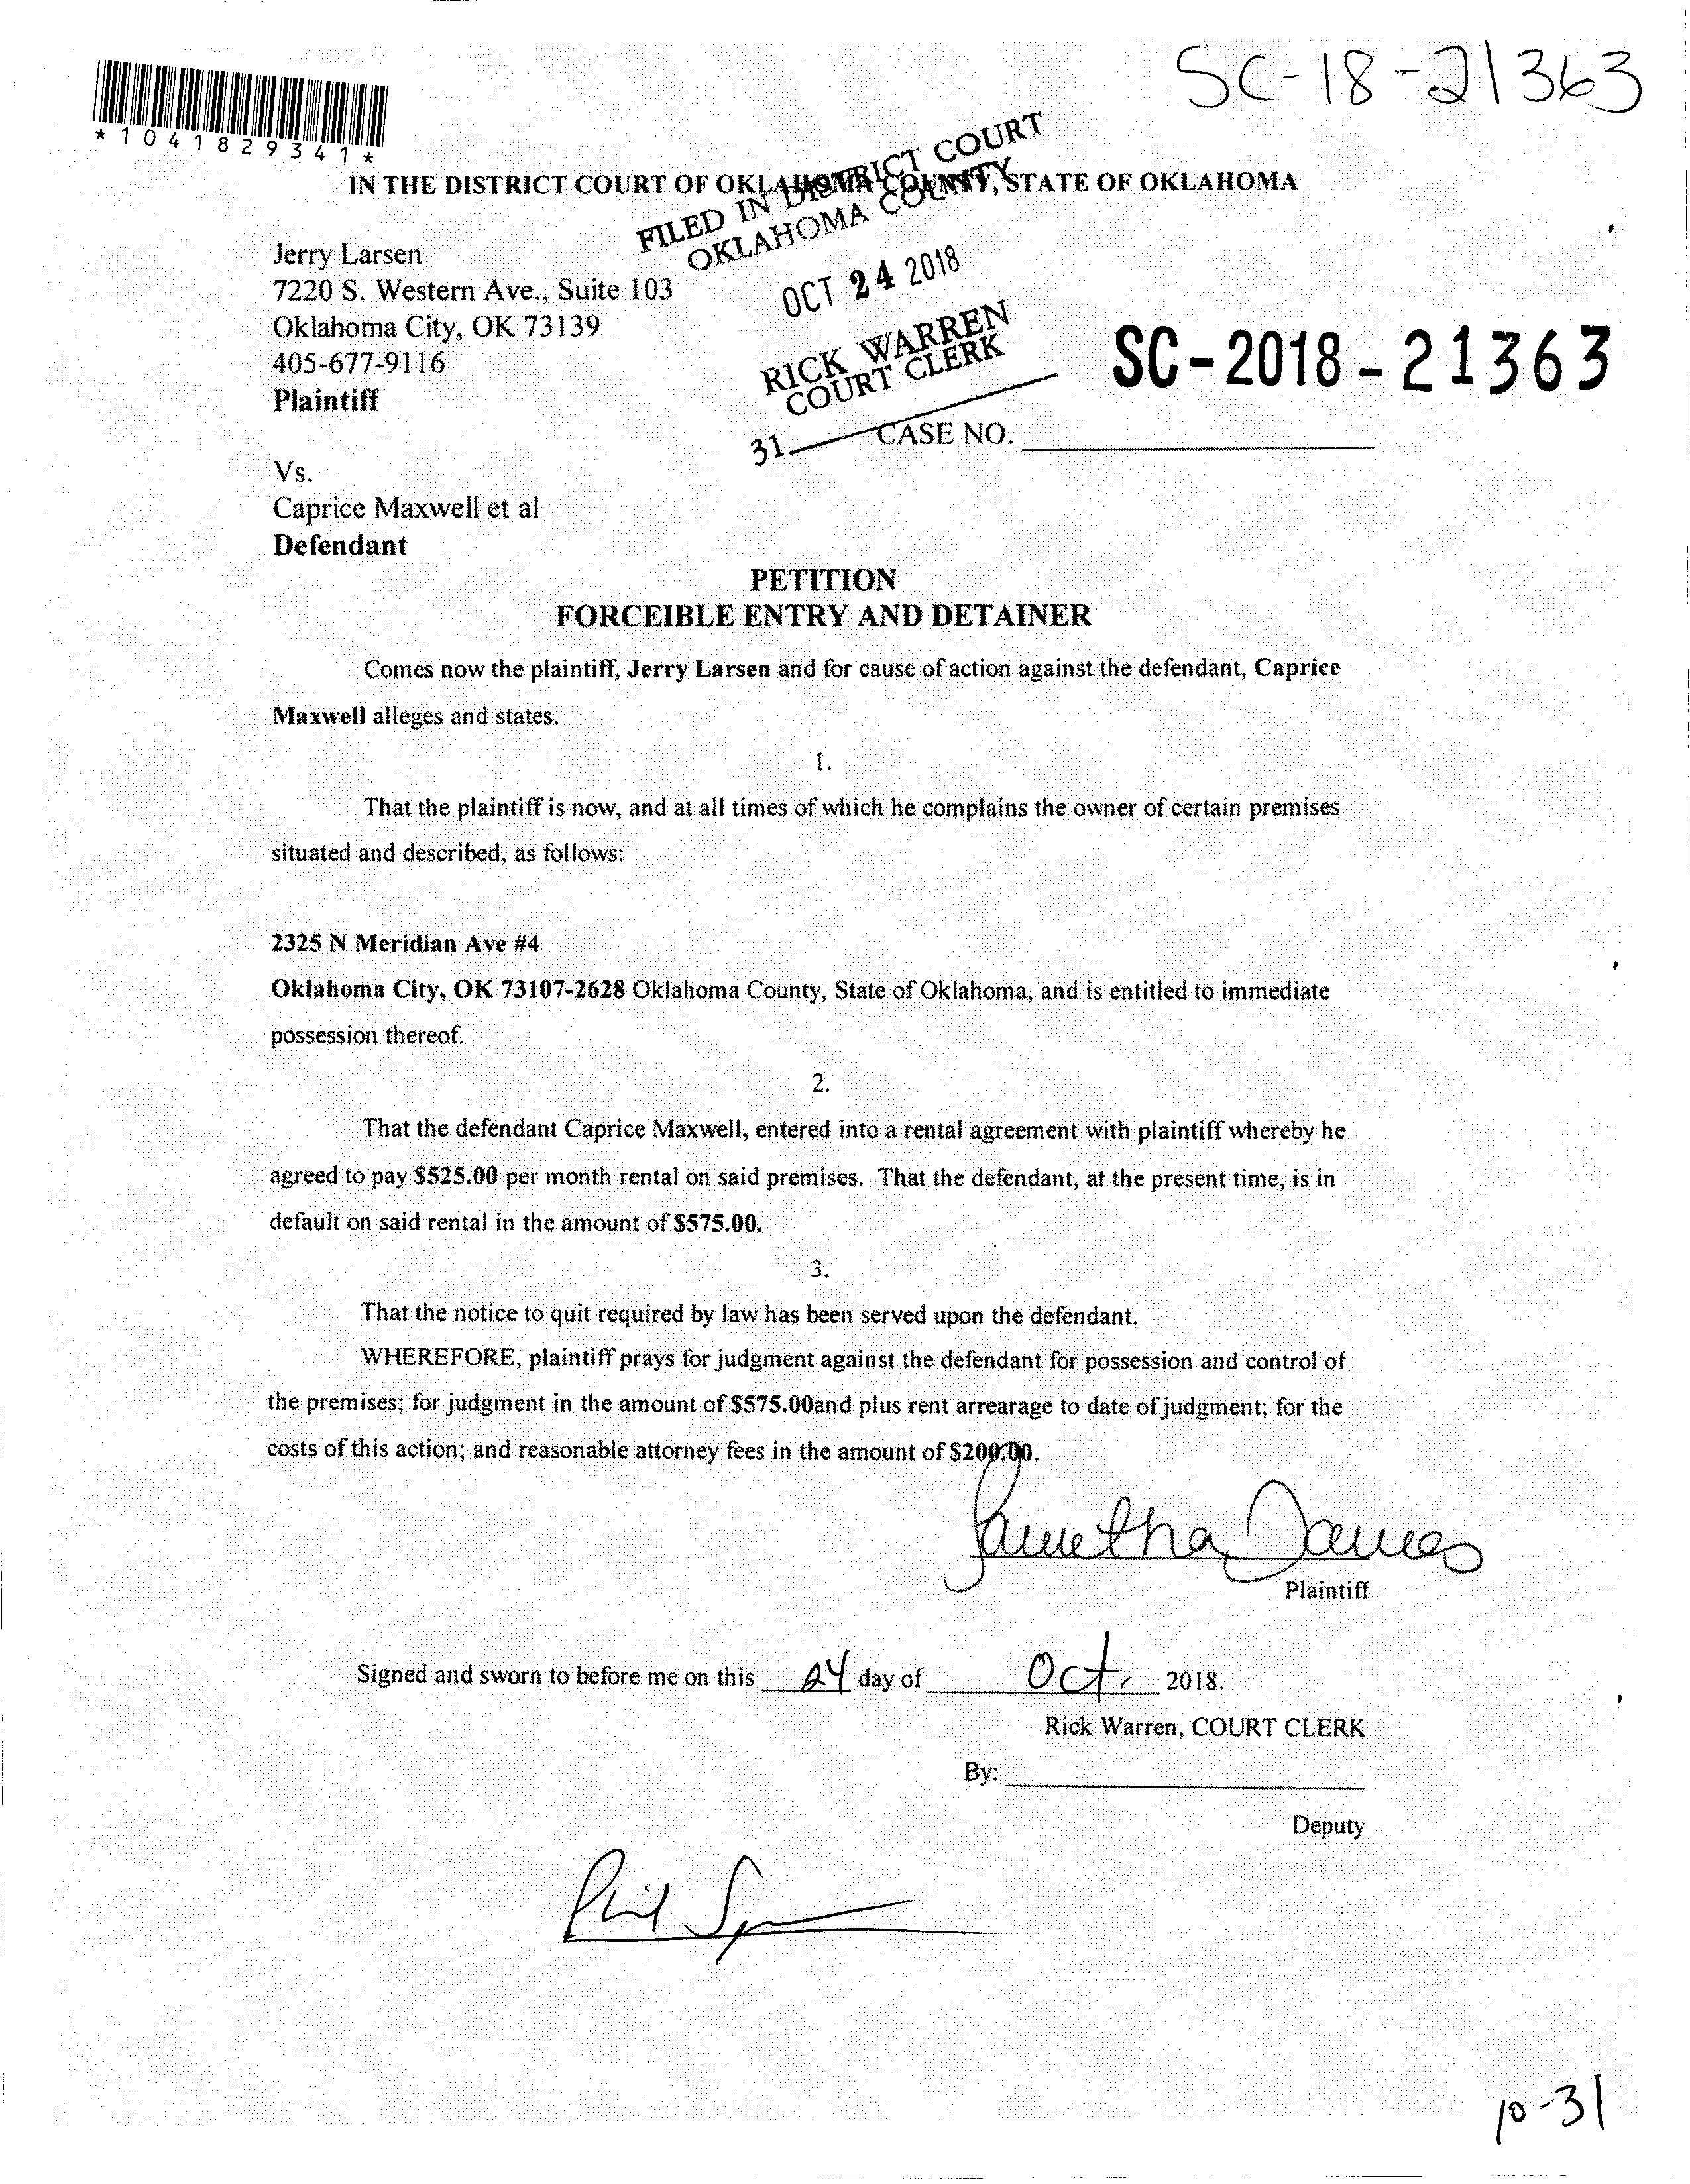 SC-18-21363
*1041829341*
IN THE DISTRICT COURT OF OKLAHOMA COUNTY, STATE OF OKLAHOMA
FILED IN DISTRICT COURT
OKLAHOMA COUNTY
Jerry Larsen
7220 S. Western Ave., Suite 103
OCT 24 2018
Oklahoma City, OK 73139
405-677-9116
RICK WARREN
COURT CLERK
SC-2018-21363
Plaintiff
31
CASE NO.
Vs.
Caprice Maxwell et al
Defendant
PETITION
FORCEIBLE ENTRY AND DETAINER
Comes now the plaintiff, Jerry Larsen and for cause of action against the defendant, Caprice
Maxwell alleges and states.
1.
That the plaintiff is now, and at all times of which he complains the owner of certain premises
situated and described, as follows:
2325 N Meridian Ave #4
Oklahoma City, OK 73107-2628 Oklahoma County, State of Oklahoma, and is entitled to immediate
possession thereof.
2.
That the defendant Caprice Maxwell, entered into a rental agreement with plaintiff whereby he
agreed to pay $525.00 per month rental on said premises. That the defendant, at the present time, is in
default on said rental in the amount of $575.00.
3.
That the notice to quit required by law has been served upon the defendant.
WHEREFORE, plaintiff prays for judgment against the defendant for possession and control of
the premises; for judgment in the amount of $575.00and plus rent arrearage to date of judgment; for the
costs of this action; and reasonable attorney fees in the amount of $200.00.
Plaintiff
Signed and sworn to before me on this 24 day of Oct. 2018.
Rick Warren, COURT CLERK
By:
Deputy
Phil
10-31